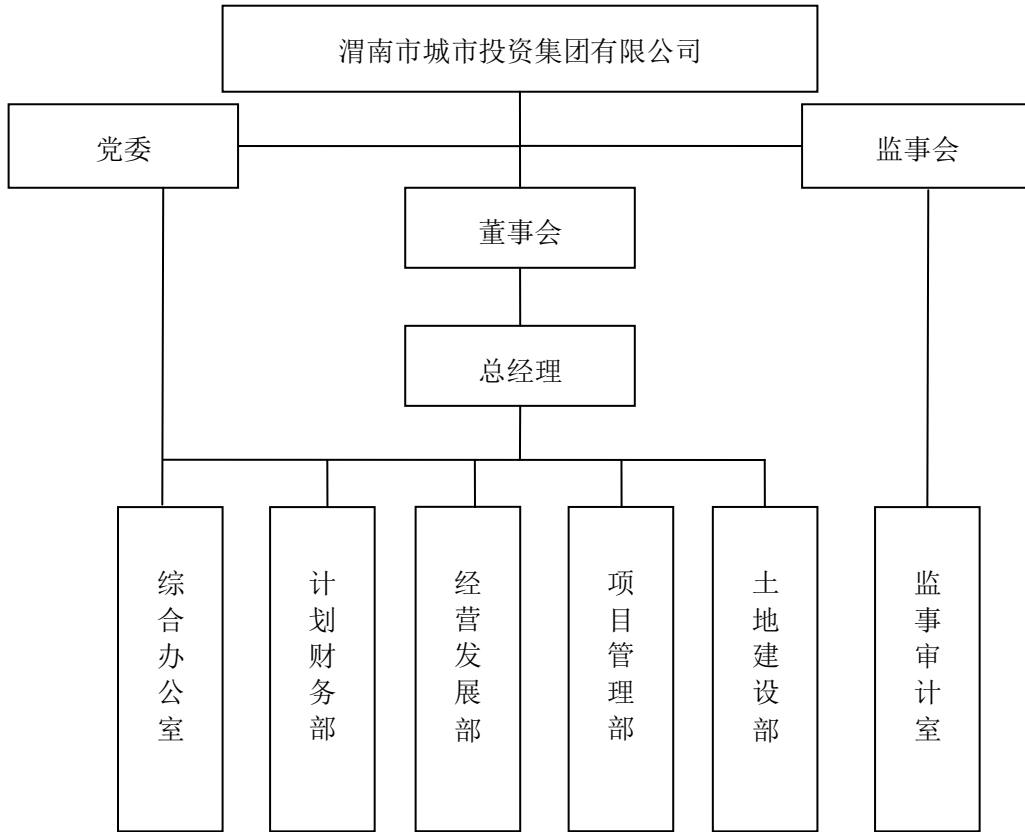 渭南市城市投资集团有限公司
党委
监事会
董事会
总经理
综合办公室
计划财务部
经营发展部
项目管理部
土地建设部
监事审计室